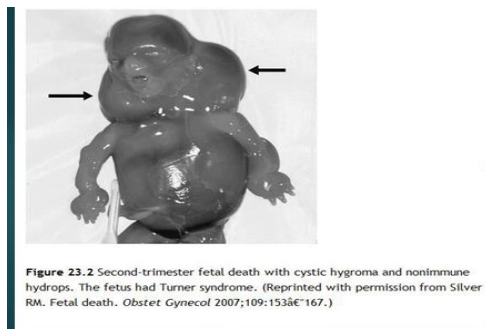 Figure 23.2 Second-trimester fetal death with cystic hygroma and nonimmune
hydrops. The fetus had Turner syndrome. (Reprinted with permission from Silver
RM. Fetal death. Obstet Gynecol 2007;109:153â€"167.)